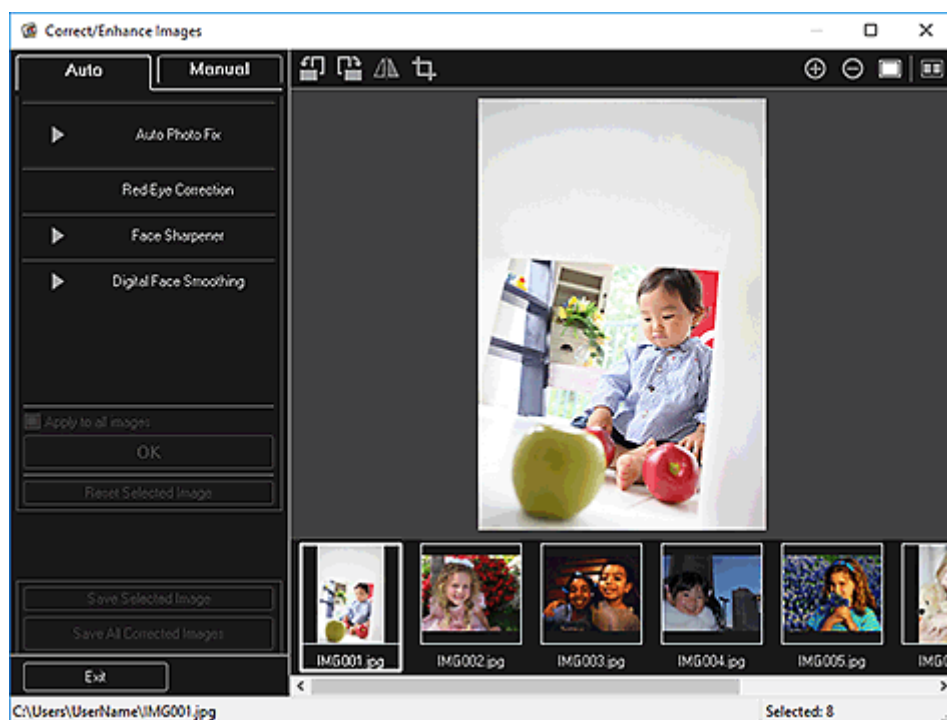 Correct/Enhance Images
Auto
Manual
Auto Photo Fix
Red-Eye Correction
Face Sharpener
Digital Face Smoothing
Apply to all images
OK
Reset Selected Image
Save Selected Image
Save All Corrected Images
Exit
IMG001.jpg
IMG002.jpg
IMG003.jpg
IMG004.jpg
IMG005.jpg
IMG0
C:\Users\UserName\IMG001.jpg
Selected: 8